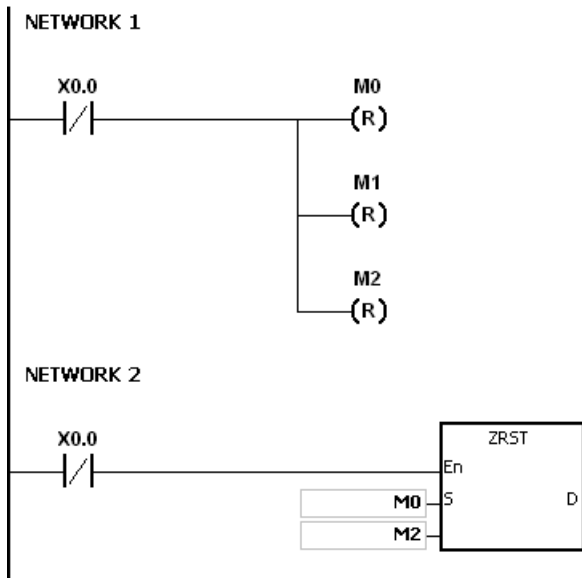 NETWORK 1
X0.0
M0
(R)
M1
(R)
M2
(R)
NETWORK 2
X0.0
ZRST
En
M0 S D
M2